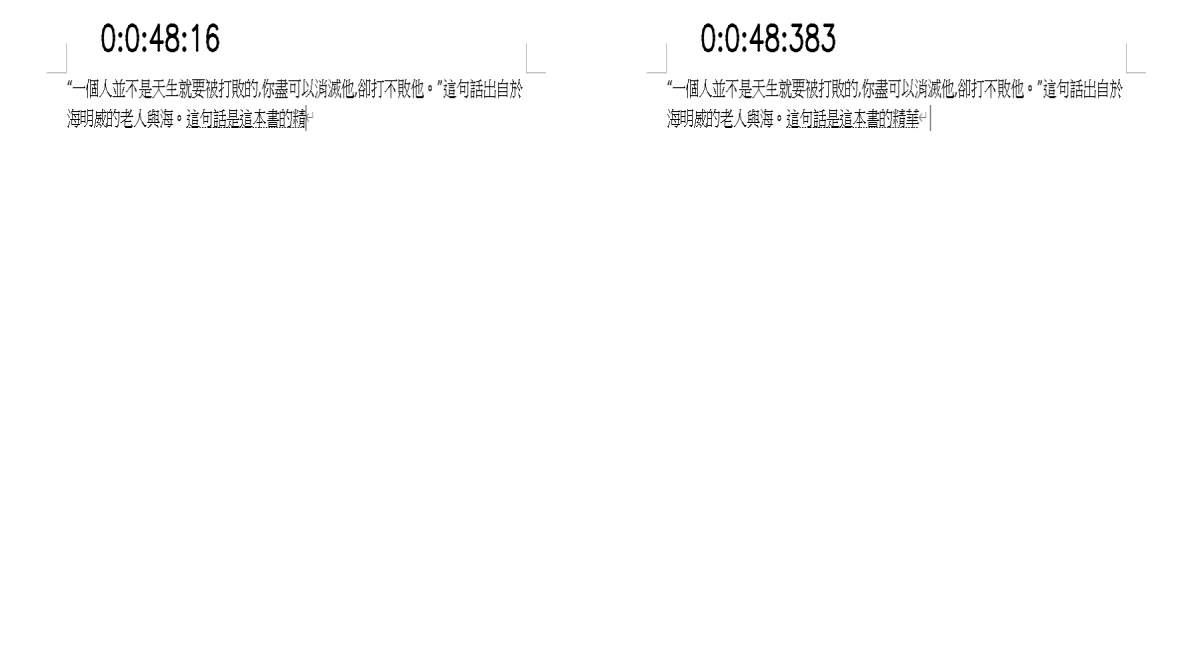 0:0:48:16
“一個人並不是天生就要被打敗的,你盡可以消滅他,卻打不敗他。”這句話出自於
海明威的老人與海。這句話是這本書的精
0:0:48:383
“一個人並不是天生就要被打敗的,你盡可以消滅他,卻打不敗他。”這句話出自於
海明威的老人與海。這句話是這本書的精華